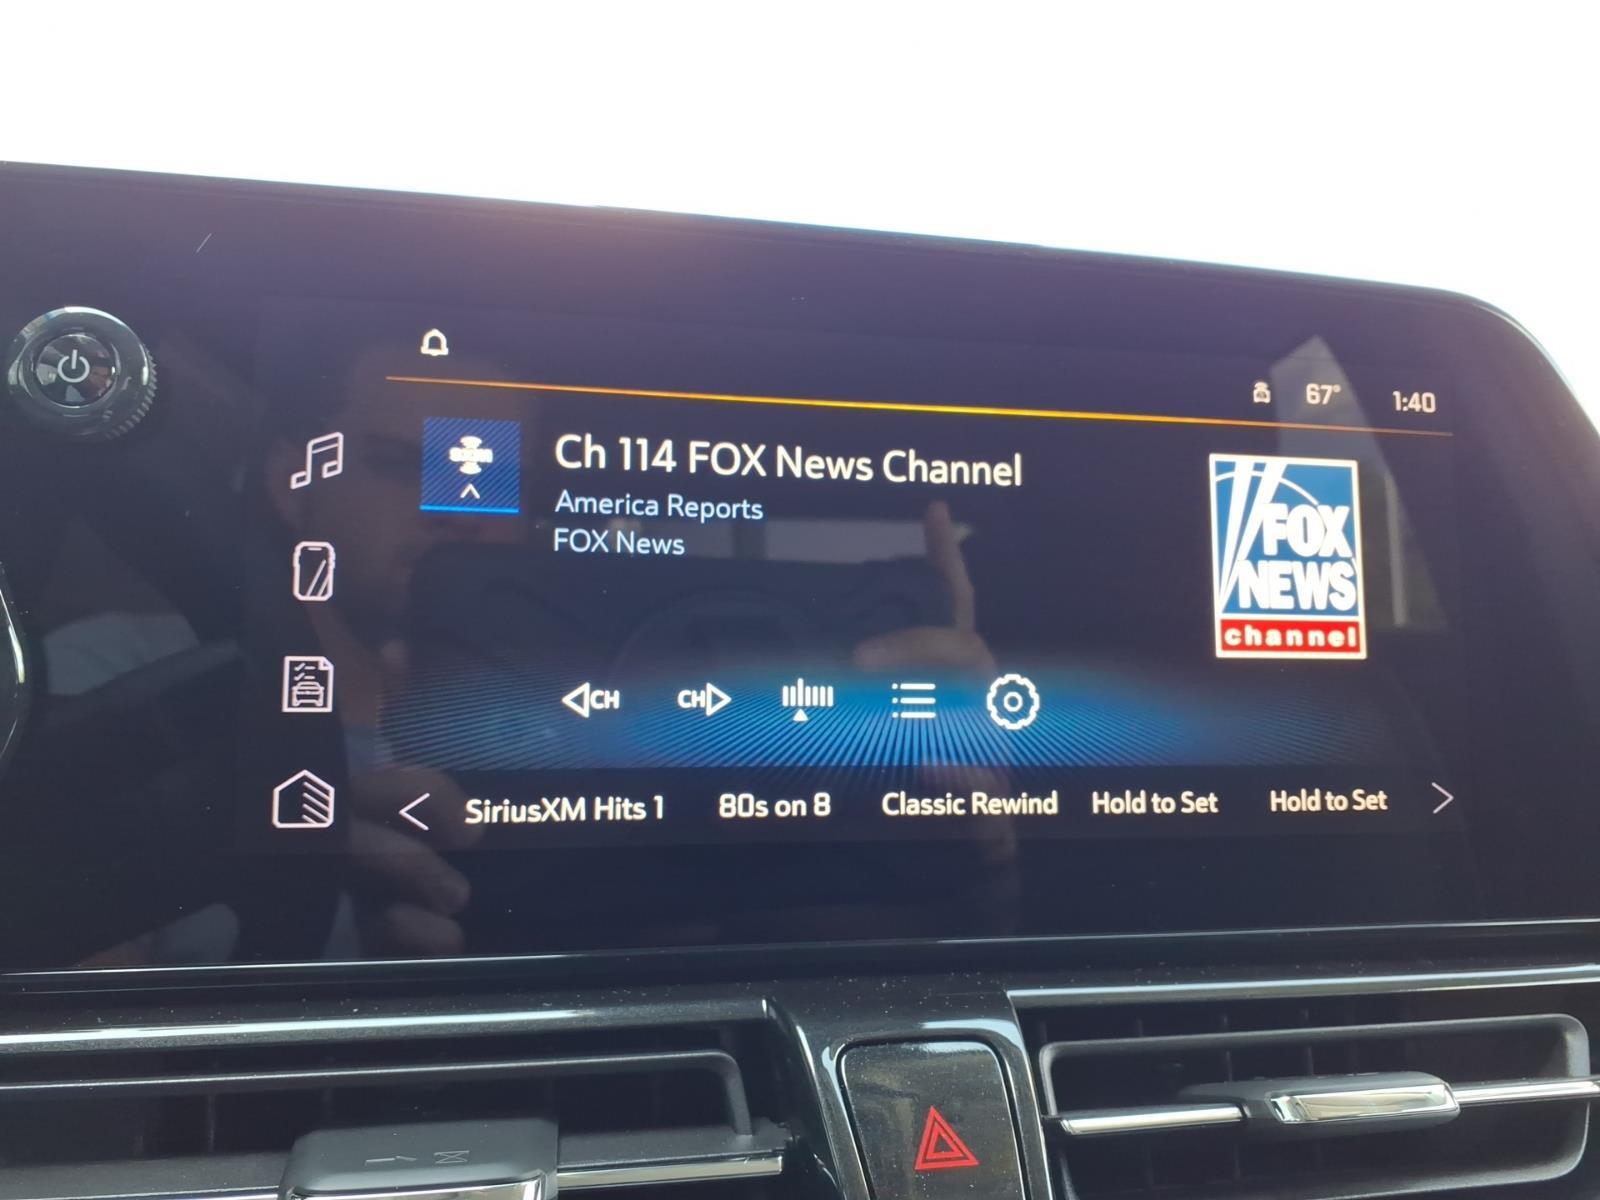 67° 1:40
SXM
Ch 114 FOX News Channel
America Reports
FOX News
FOX
NEWS
channel
CH CH
SiriusXM Hits 1 80s on 8 Classic Rewind Hold to Set Hold to Set